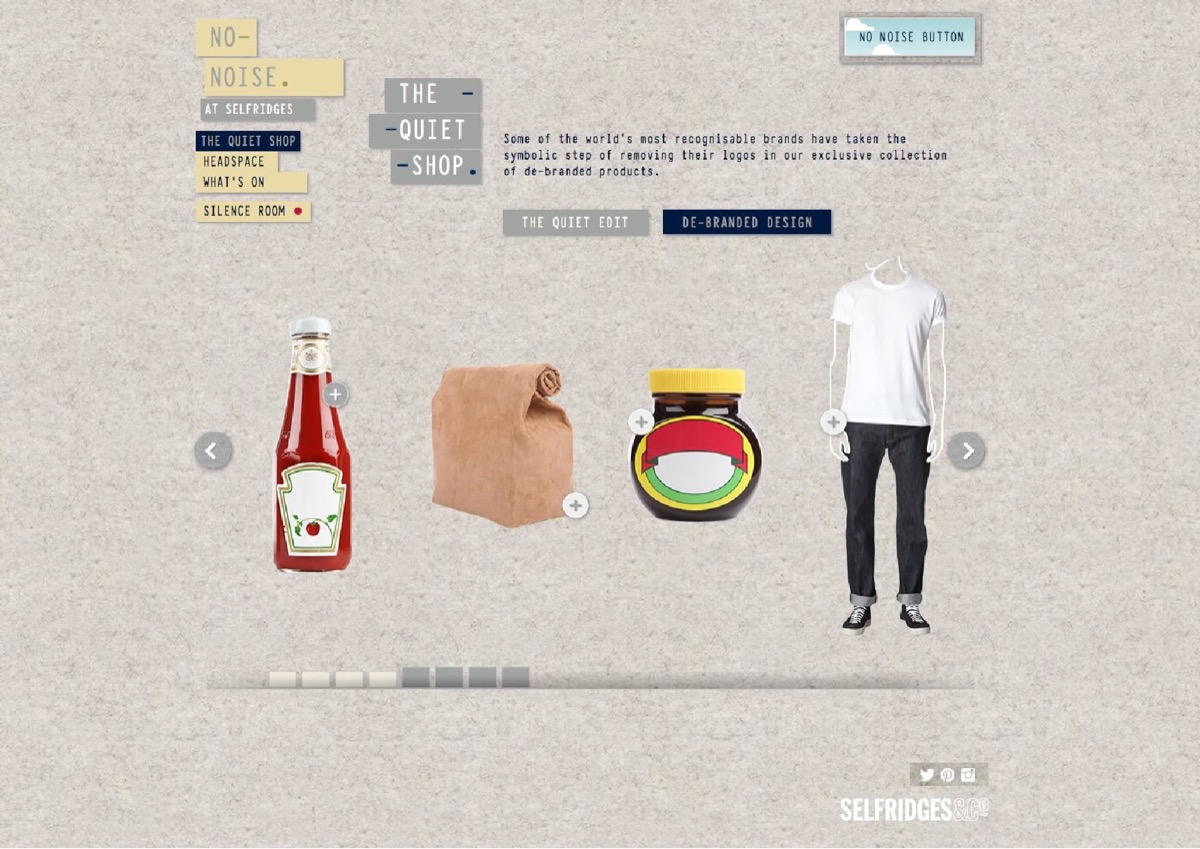 NO-
NOISE.
AT SELFRIDGES
THE QUIET SHOP
HEADSPACE
WHAT'S ON
SILENCE ROOM
THE -
-QUIET
-SHOP.
NO NOISE BUTTON
Some of the world's most recognisable brands have taken the
symbolic step of removing their logos in our exclusive collection
of de-branded products.
THE QUIET EDIT
DE-BRANDED DESIGN
SELFRIDGES&Co